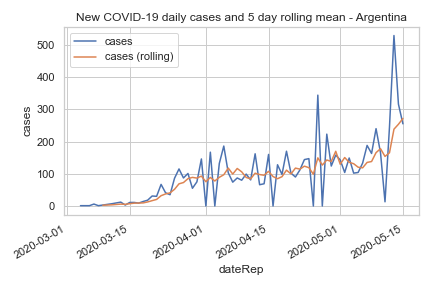 New COVID-19 daily cases and 5 day rolling mean - Argentina
cases
cases (rolling)
500
400
300
200
100
0
cases
2020-03-01
2020-03-15
2020-04-01
2020-04-15
2020-05-01
2020-05-15
dateRep